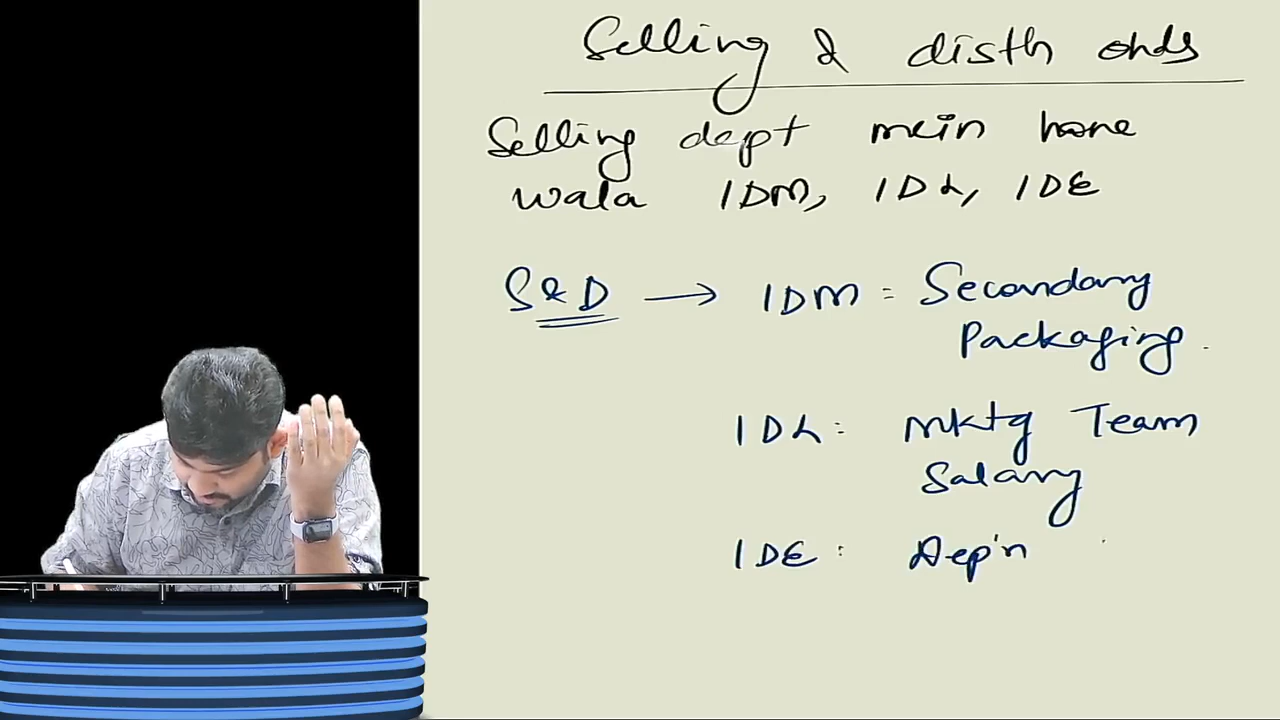 Selling & distn ohds
Selling dept mein hone
wala IDM, IDL, IDE
S&D → IDM = Secondary
Packaging.
IDL: Mktg Team
Salary
IDE: Dep'n